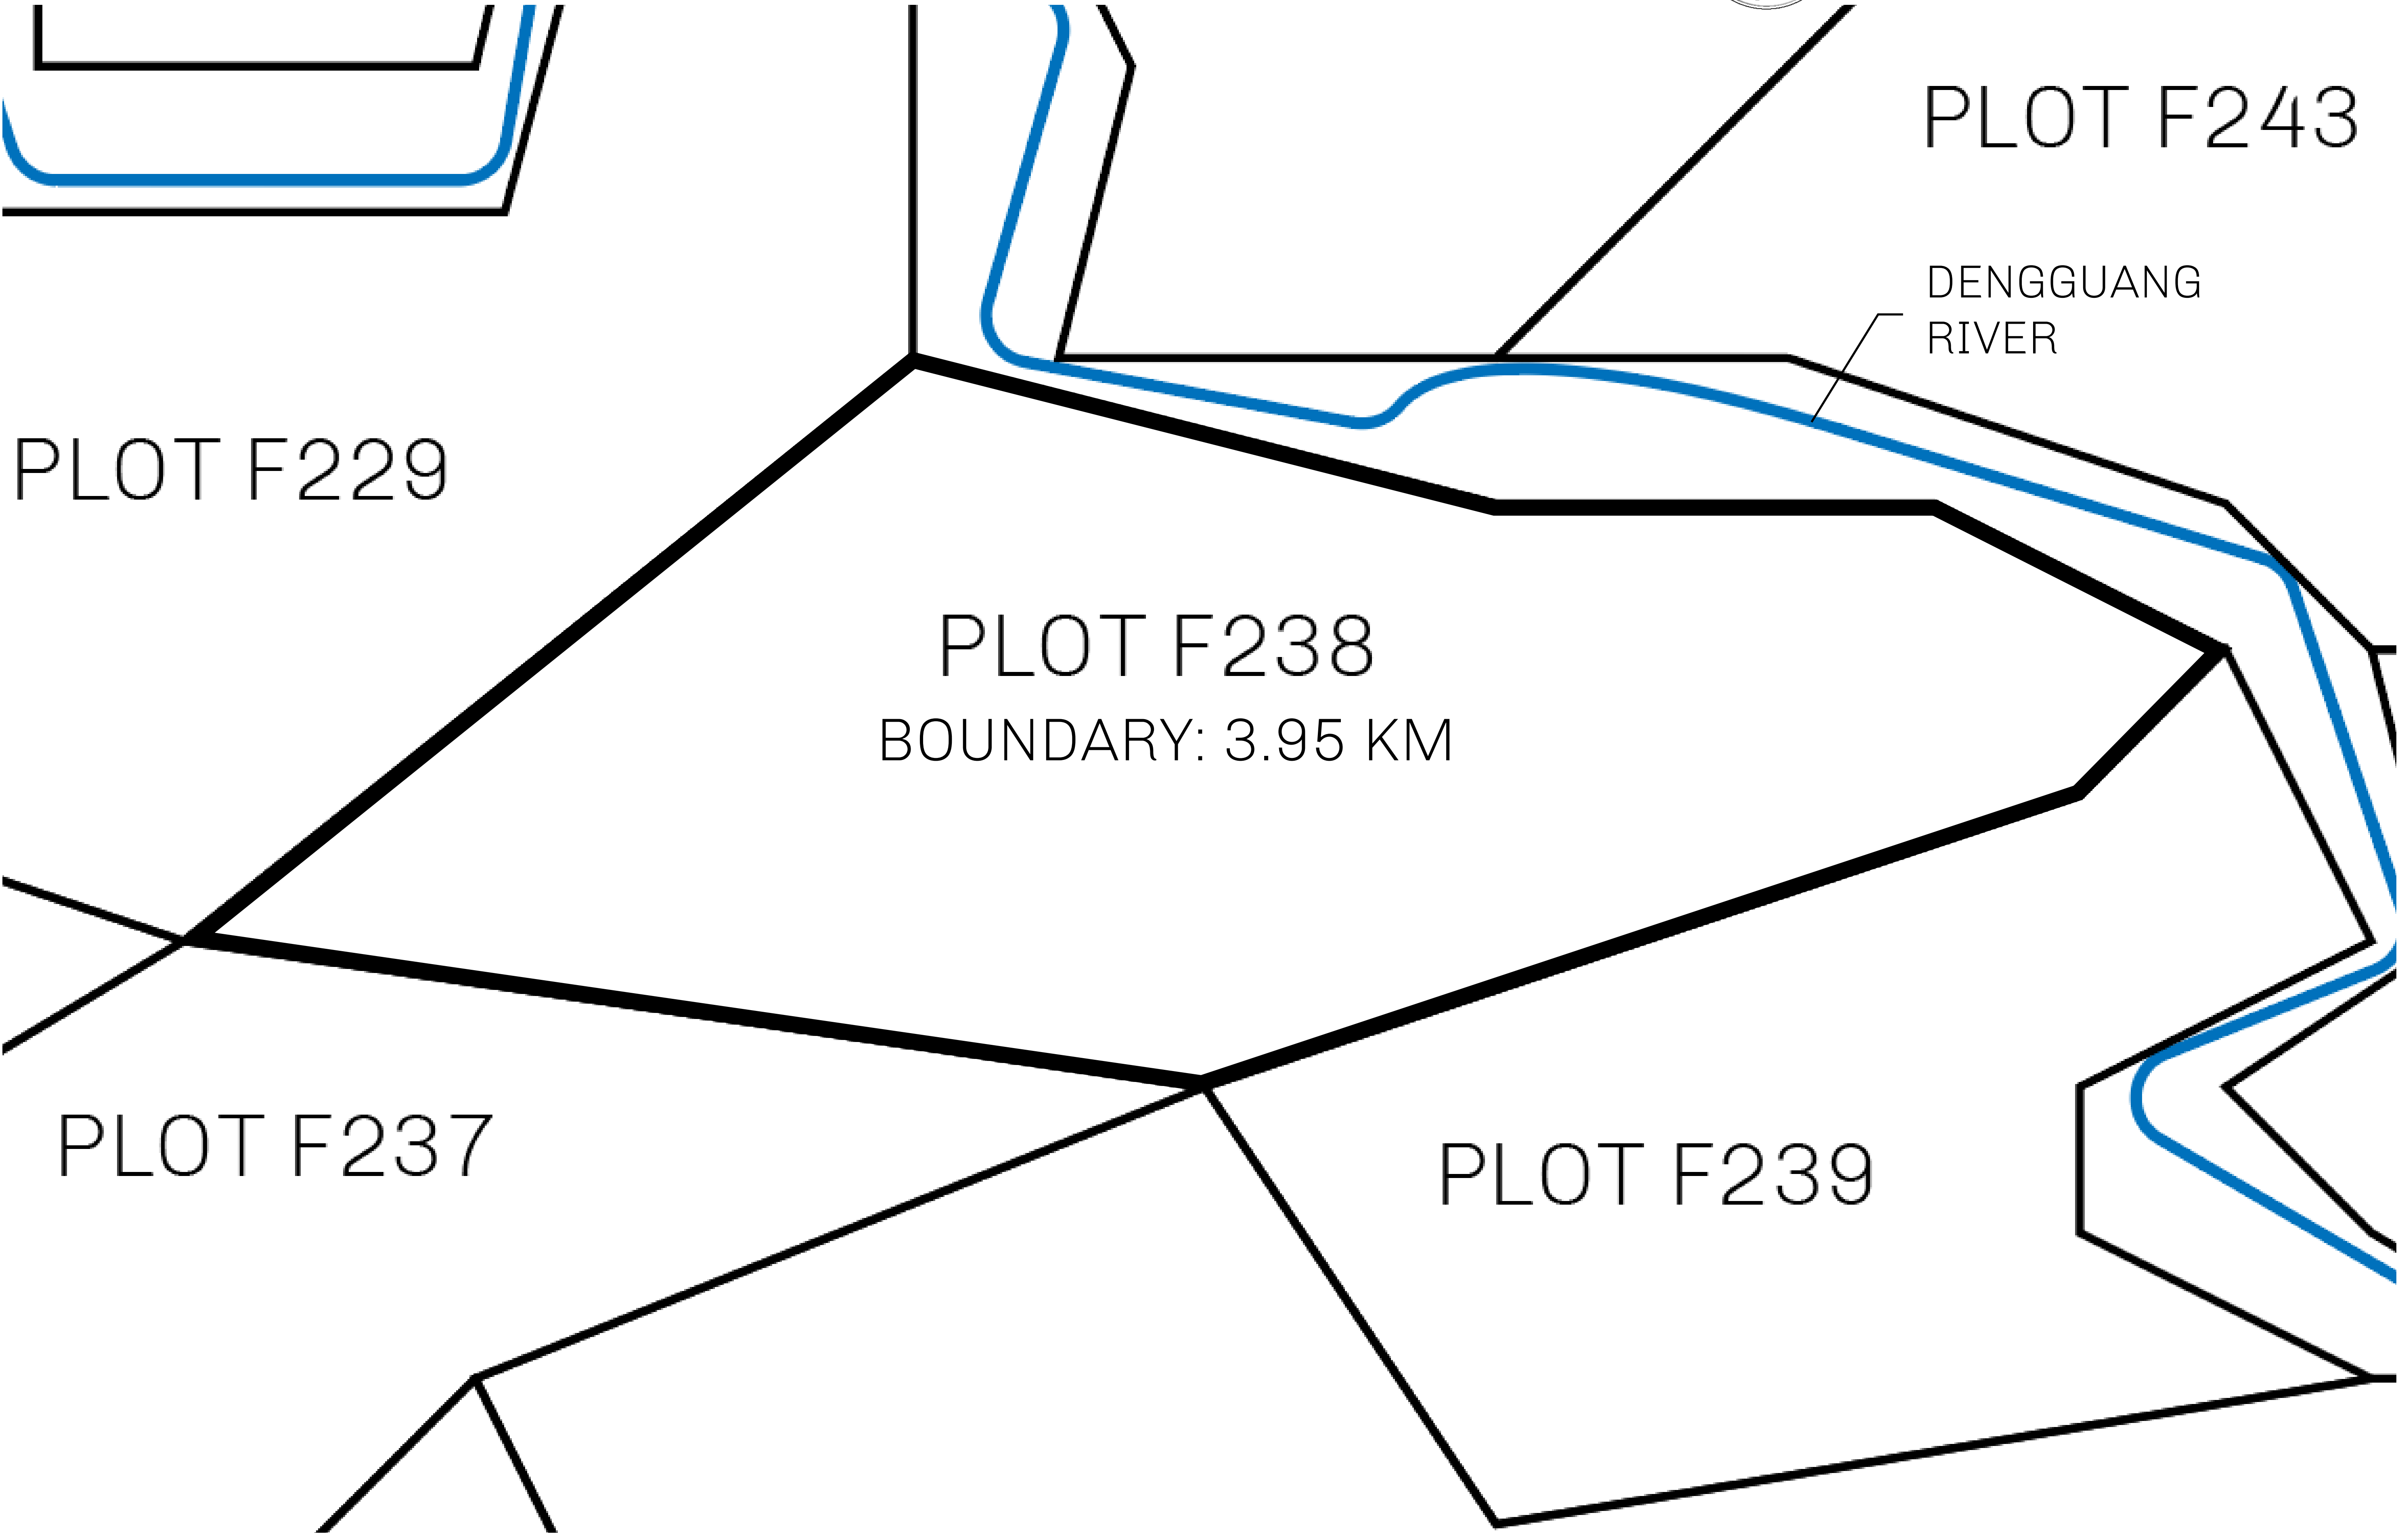 PLOT F243
DENGGUANG
RIVER
PLOT F229
PLOT F238
BOUNDARY: 3.95 KM
PLOT F237
PLOT F239